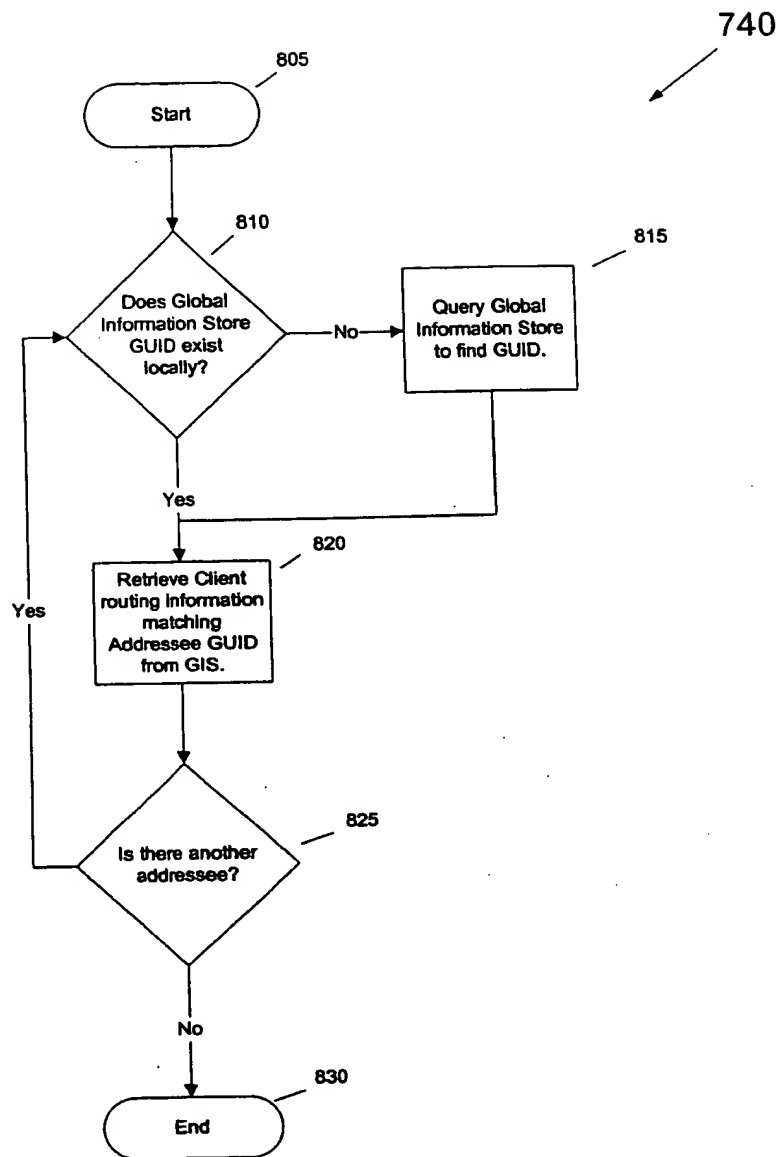 740
805
Start
810
Does Global
Information Store
GUID exist
locally?
No
815
Query Global
Information Store
to find GUID.
Yes
820
Retrieve Client
routing information
matching
Addressee GUID
from GIS.
Yes
825
Is there another
addressee?
No
830
End